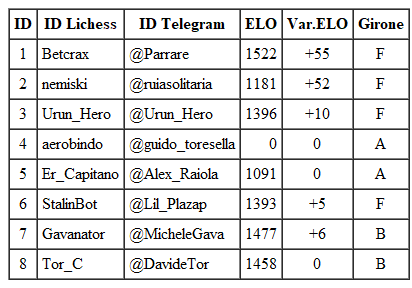 ID ID Lichess ID Telegram ELO Var.ELO Girone
1 Betcrax @Parrare 1522 +55 F
2 nemiski @ruiasolitaria 1181 +52 F
3 Urun_Hero @Urun_Hero 1396 +10 F
4 aerobindo @guido_toresella 0 0 A
5 Er_Capitano @Alex_Raiola 1091 0 A
6 StalinBot @Lil_Plazap 1393 +5 F
7 Gavanator @MicheleGava 1477 +6 B
8 Tor_C @DavideTor 1458 0 B